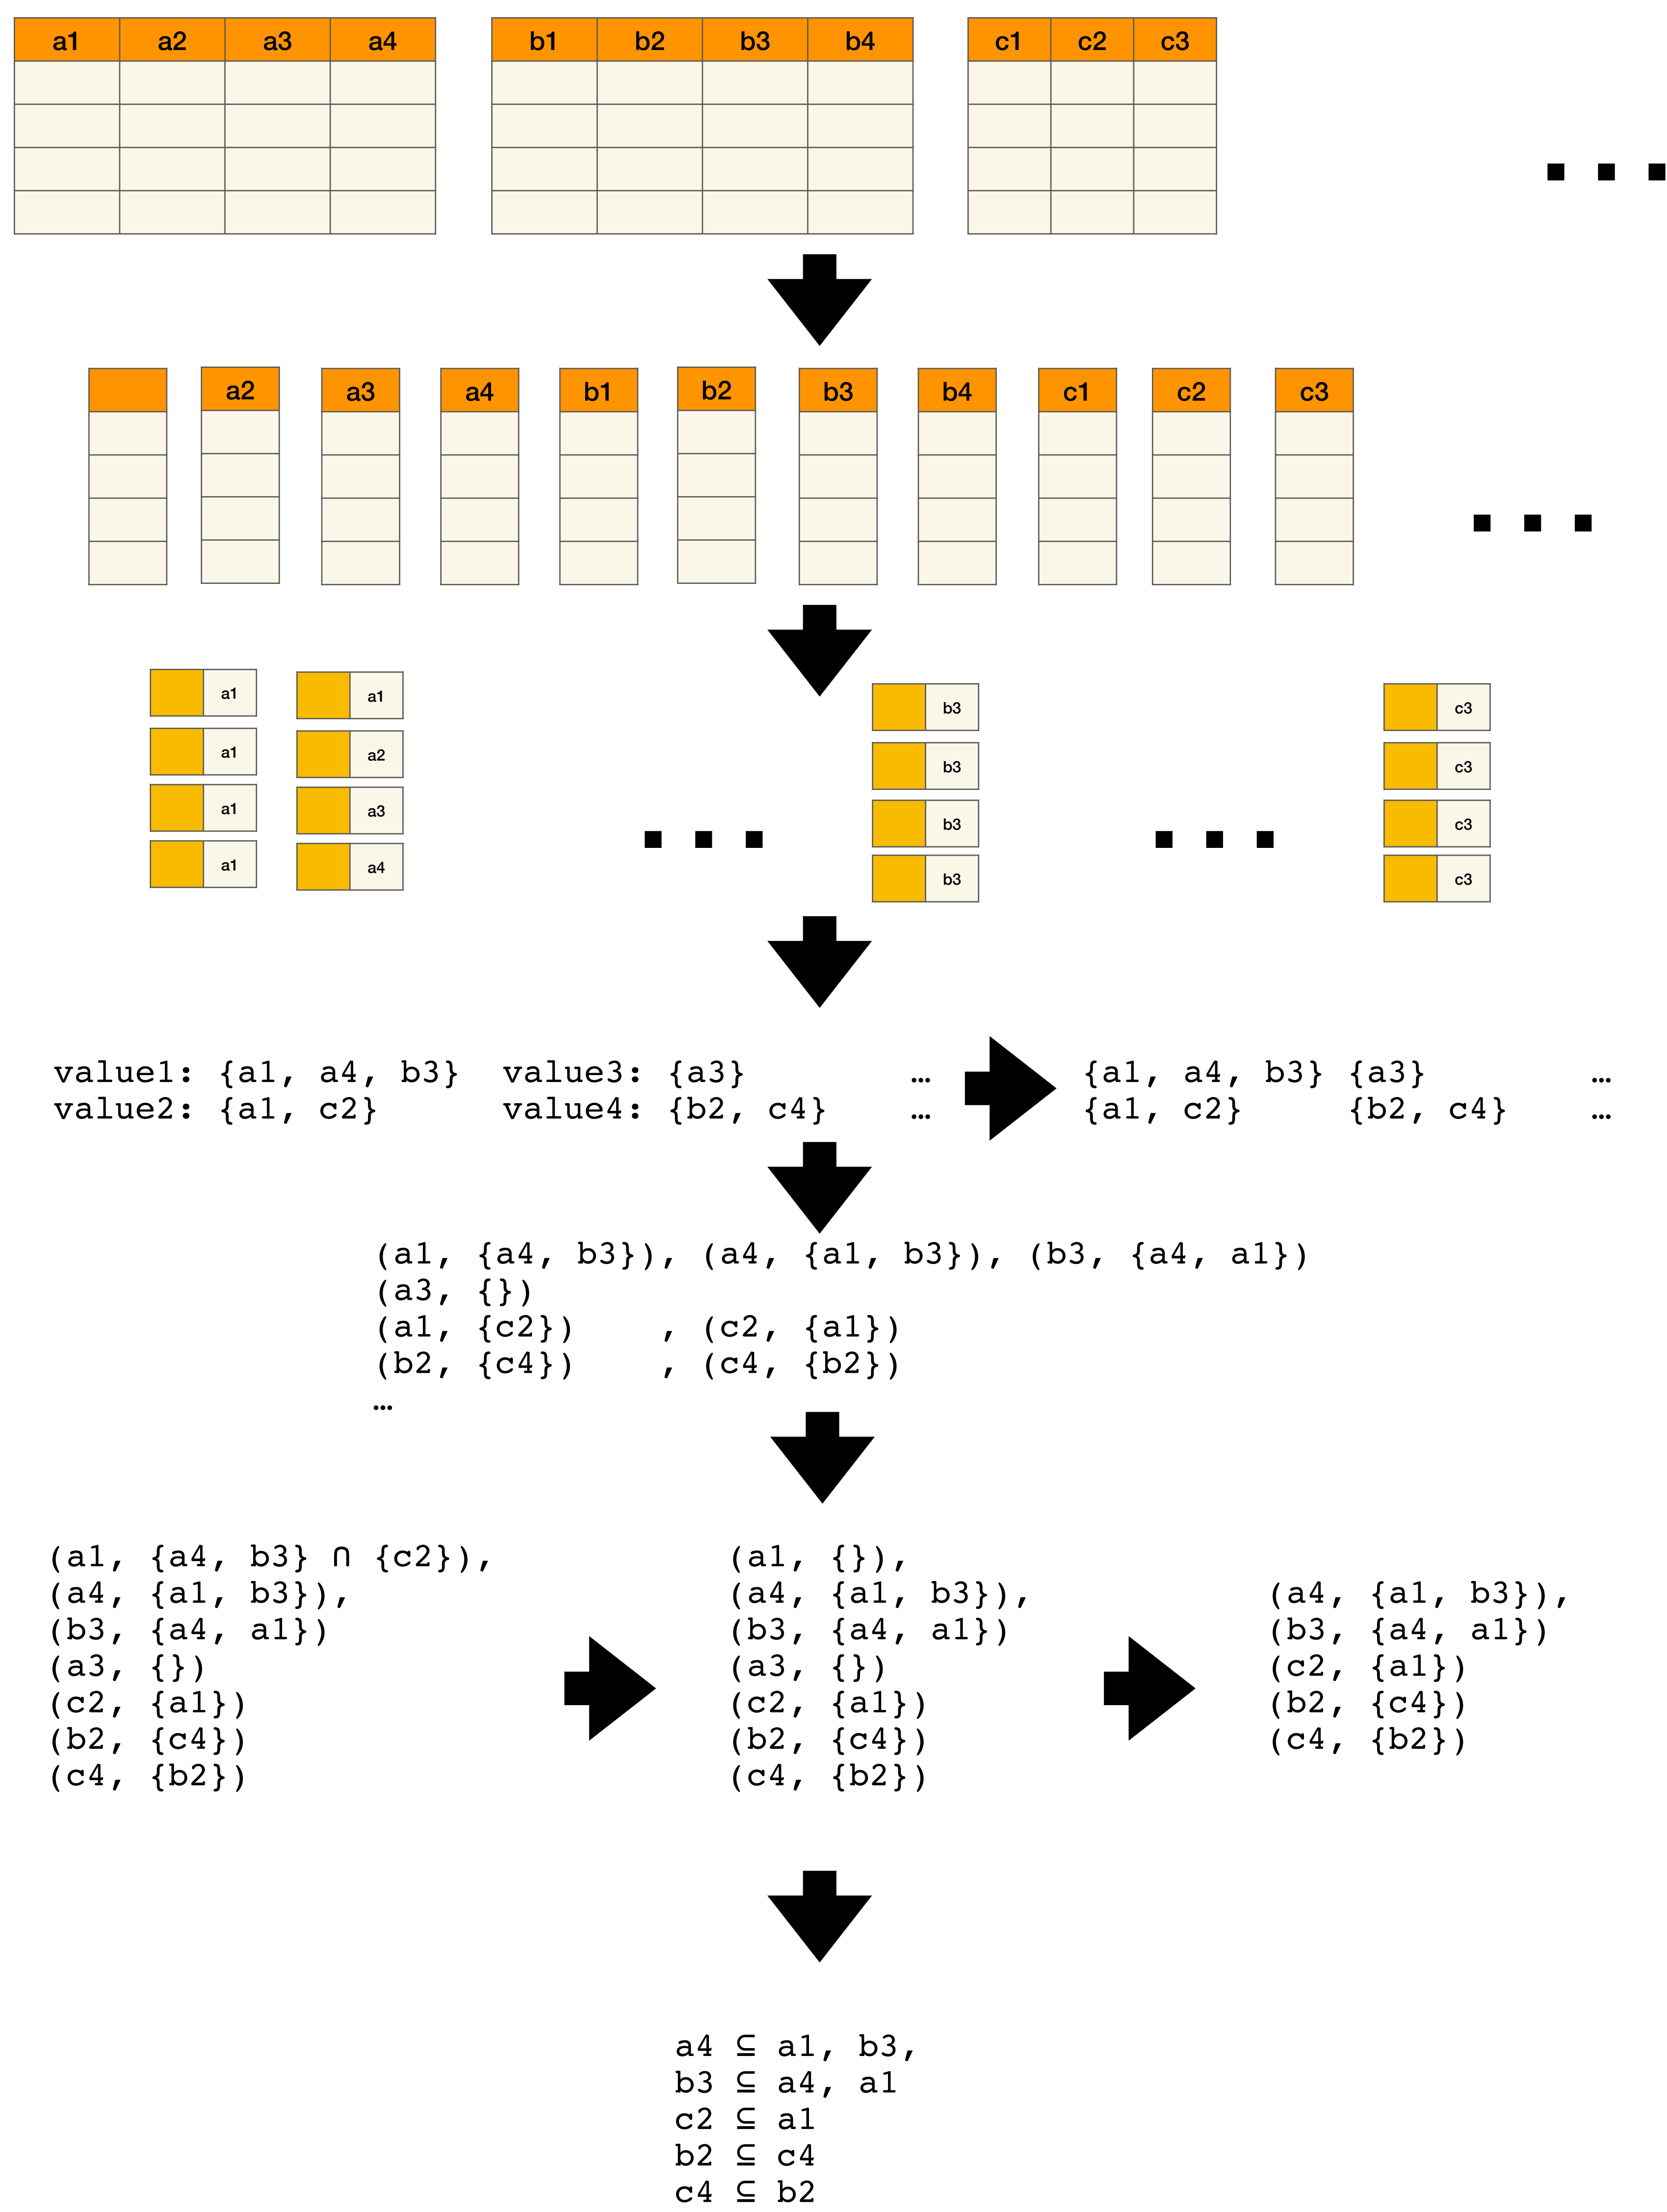 a1 a2 a3 a4 b1 b2 b3 b4 c1 c2 c3
a2 a3 a4 b1 b2 b3 b4 c1 c2 c3
a1 a1 b3 c3
a1 a2 b3 c3
a1 a3 b3 c3
a1 a4 b3 c3
value1: {a1, a4, b3} value3: {a3} … {a1, a4, b3} {a3} …
value2: {a1, c2} value4: {b2, c4} … {a1, c2} {b2, c4} …
(a1, {a4, b3}), (a4, {a1, b3}), (b3, {a4, a1})
(a3, {})
(a1, {c2}) , (c2, {a1})
(b2, {c4}) , (c4, {b2})
…
(a1, {a4, b3} ∩ {c2}),
(a4, {a1, b3}),
(b3, {a4, a1})
(a3, {})
(c2, {a1})
(b2, {c4})
(c4, {b2})
(a1, {}),
(a4, {a1, b3}),
(b3, {a4, a1})
(a3, {})
(c2, {a1})
(b2, {c4})
(c4, {b2})
(a4, {a1, b3}),
(b3, {a4, a1})
(c2, {a1})
(b2, {c4})
(c4, {b2})
a4 ⊆ a1, b3,
b3 ⊆ a4, a1
c2 ⊆ a1
b2 ⊆ c4
c4 ⊆ b2